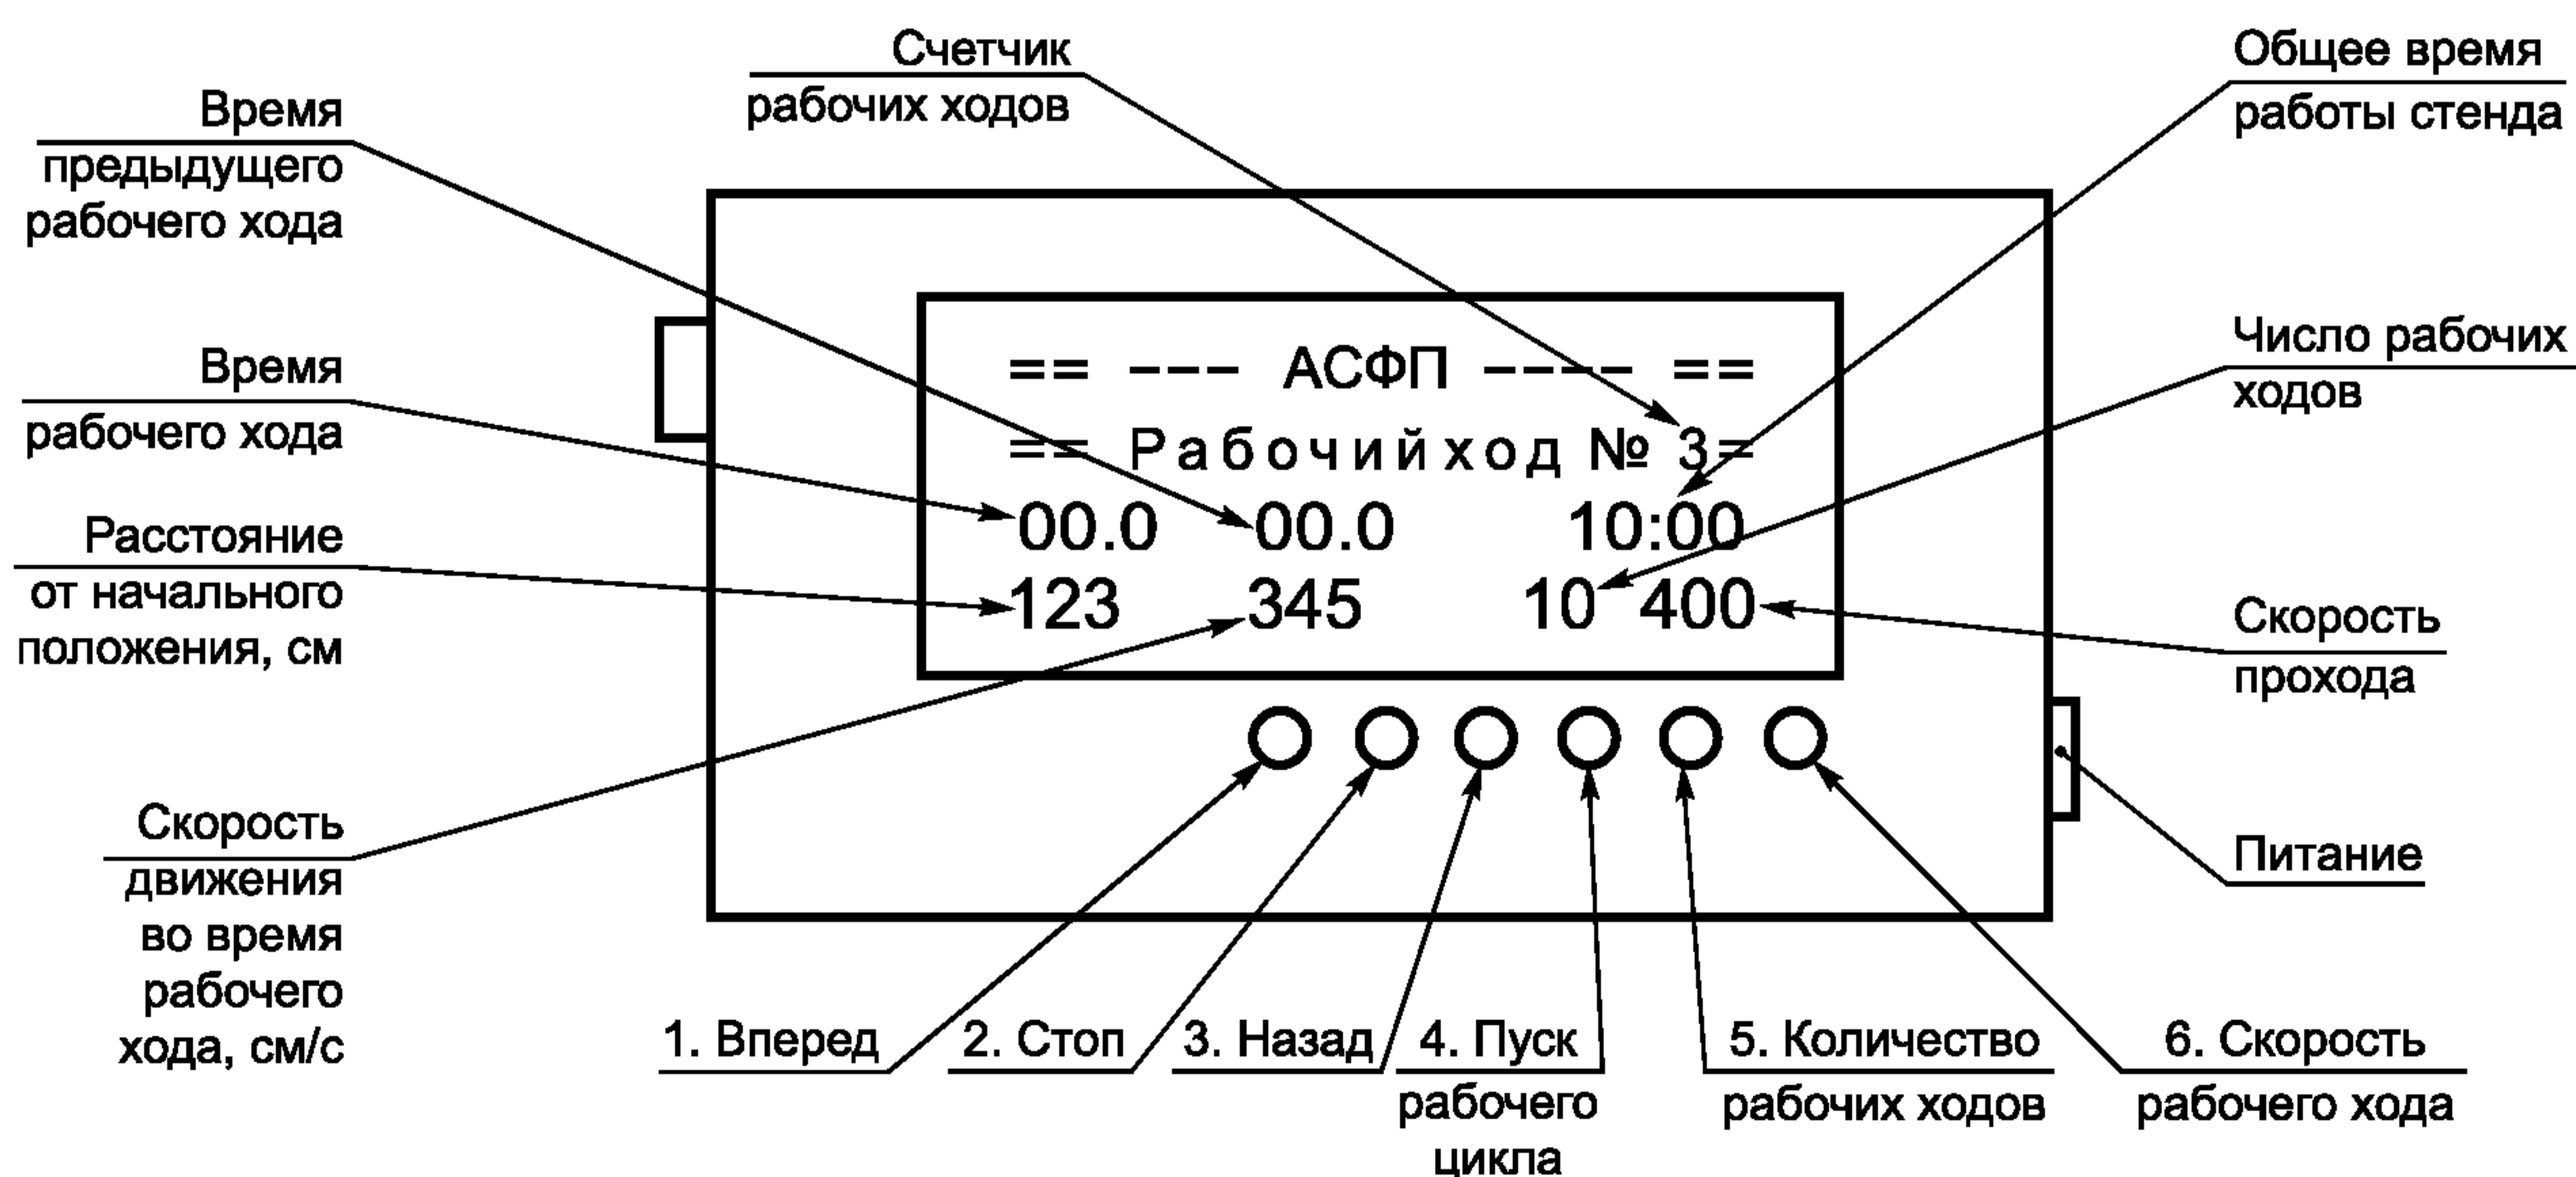 Счетчик
рабочих ходов
Общее время
работы стенда
Время
предыдущего
рабочего хода
Число рабочих
ходов
Время
рабочего хода
== --- АСФП ---- ==
== Рабочий ход № 3=
00.0 00.0 10:00
123 345 10 400
Расстояние
от начального
положения, см
Скорость
прохода
Скорость
движения
во время
рабочего
хода, см/с
Питание
1. Вперед
2. Стоп
3. Назад
4. Пуск
рабочего
цикла
5. Количество
рабочих ходов
6. Скорость
рабочего хода